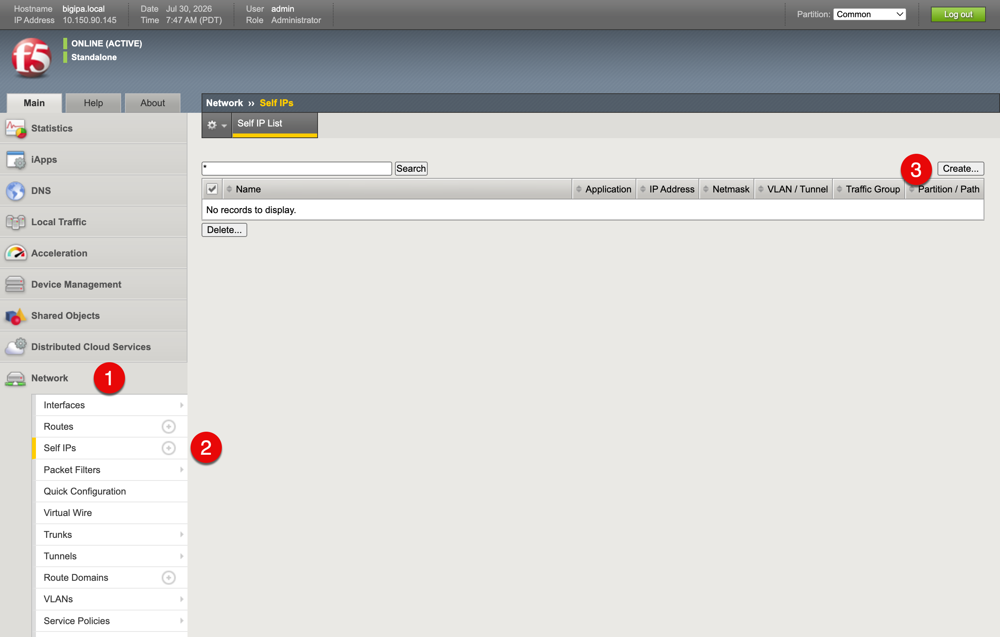 Hostname bigipa.local Date Jul 30, 2026 User admin
IP Address 10.150.90.145 Time 7:47 AM (PDT) Role Administrator
Partition: Common Log out
f5
ONLINE (ACTIVE)
Standalone
Main Help About
Network ›› Self IPs
Self IP List
Statistics
iApps
DNS
Local Traffic
Acceleration
Device Management
Shared Objects
Distributed Cloud Services
Network 1
Interfaces
Routes
Self IPs 2
Packet Filters
Quick Configuration
Virtual Wire
Trunks
Tunnels
Route Domains
VLANs
Service Policies
* Search 3 Create...
Name Application IP Address Netmask VLAN / Tunnel Traffic Group Partition / Path
No records to display.
Delete...